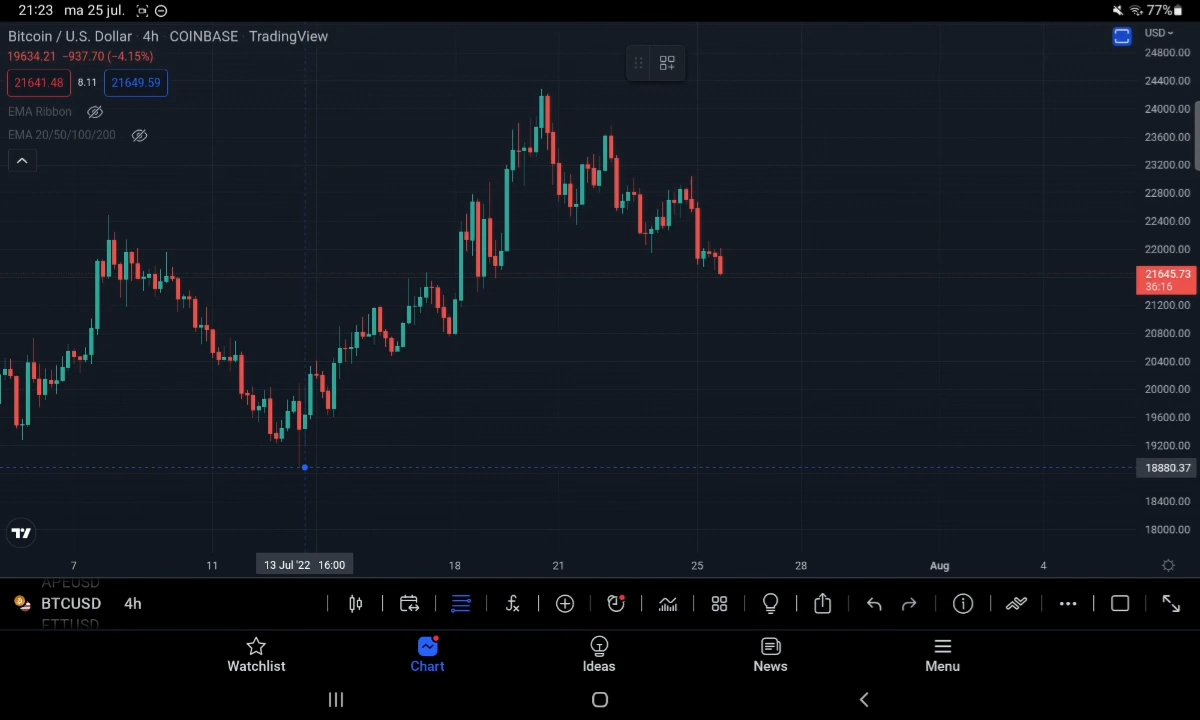 21:23 ma 25 jul. 77%
Bitcoin / U.S. Dollar 4h COINBASE TradingView
USD
19634.21 −937.70 (−4.15%)
21641.48 8.11 21649.59
EMA Ribbon
EMA 20/50/100/200
24800.00
24400.00
24000.00
23600.00
23200.00
22800.00
22400.00
22000.00
21645.73
36:16
21200.00
20800.00
20400.00
20000.00
19600.00
19200.00
18880.37
18400.00
18000.00
7 11 13 Jul '22 16:00 18 21 25 28 Aug 4
APEUSD
BTCUSD 4h
FTTUSD
Watchlist Chart Ideas News Menu